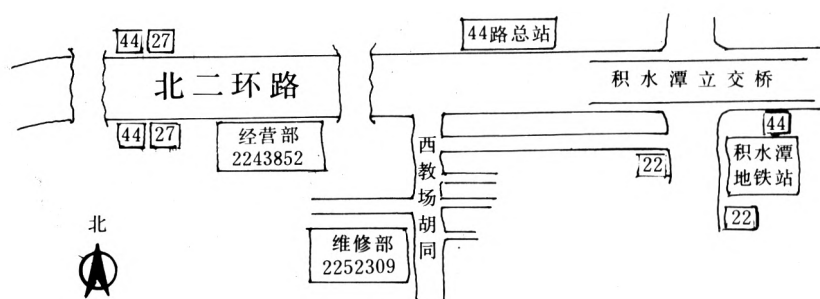 44路总站
44 27
北二环路
积水潭立交桥
44 27
经营部
2243852
44
积水潭
地铁站
西教场胡同
22
22
北
维修部
2252309